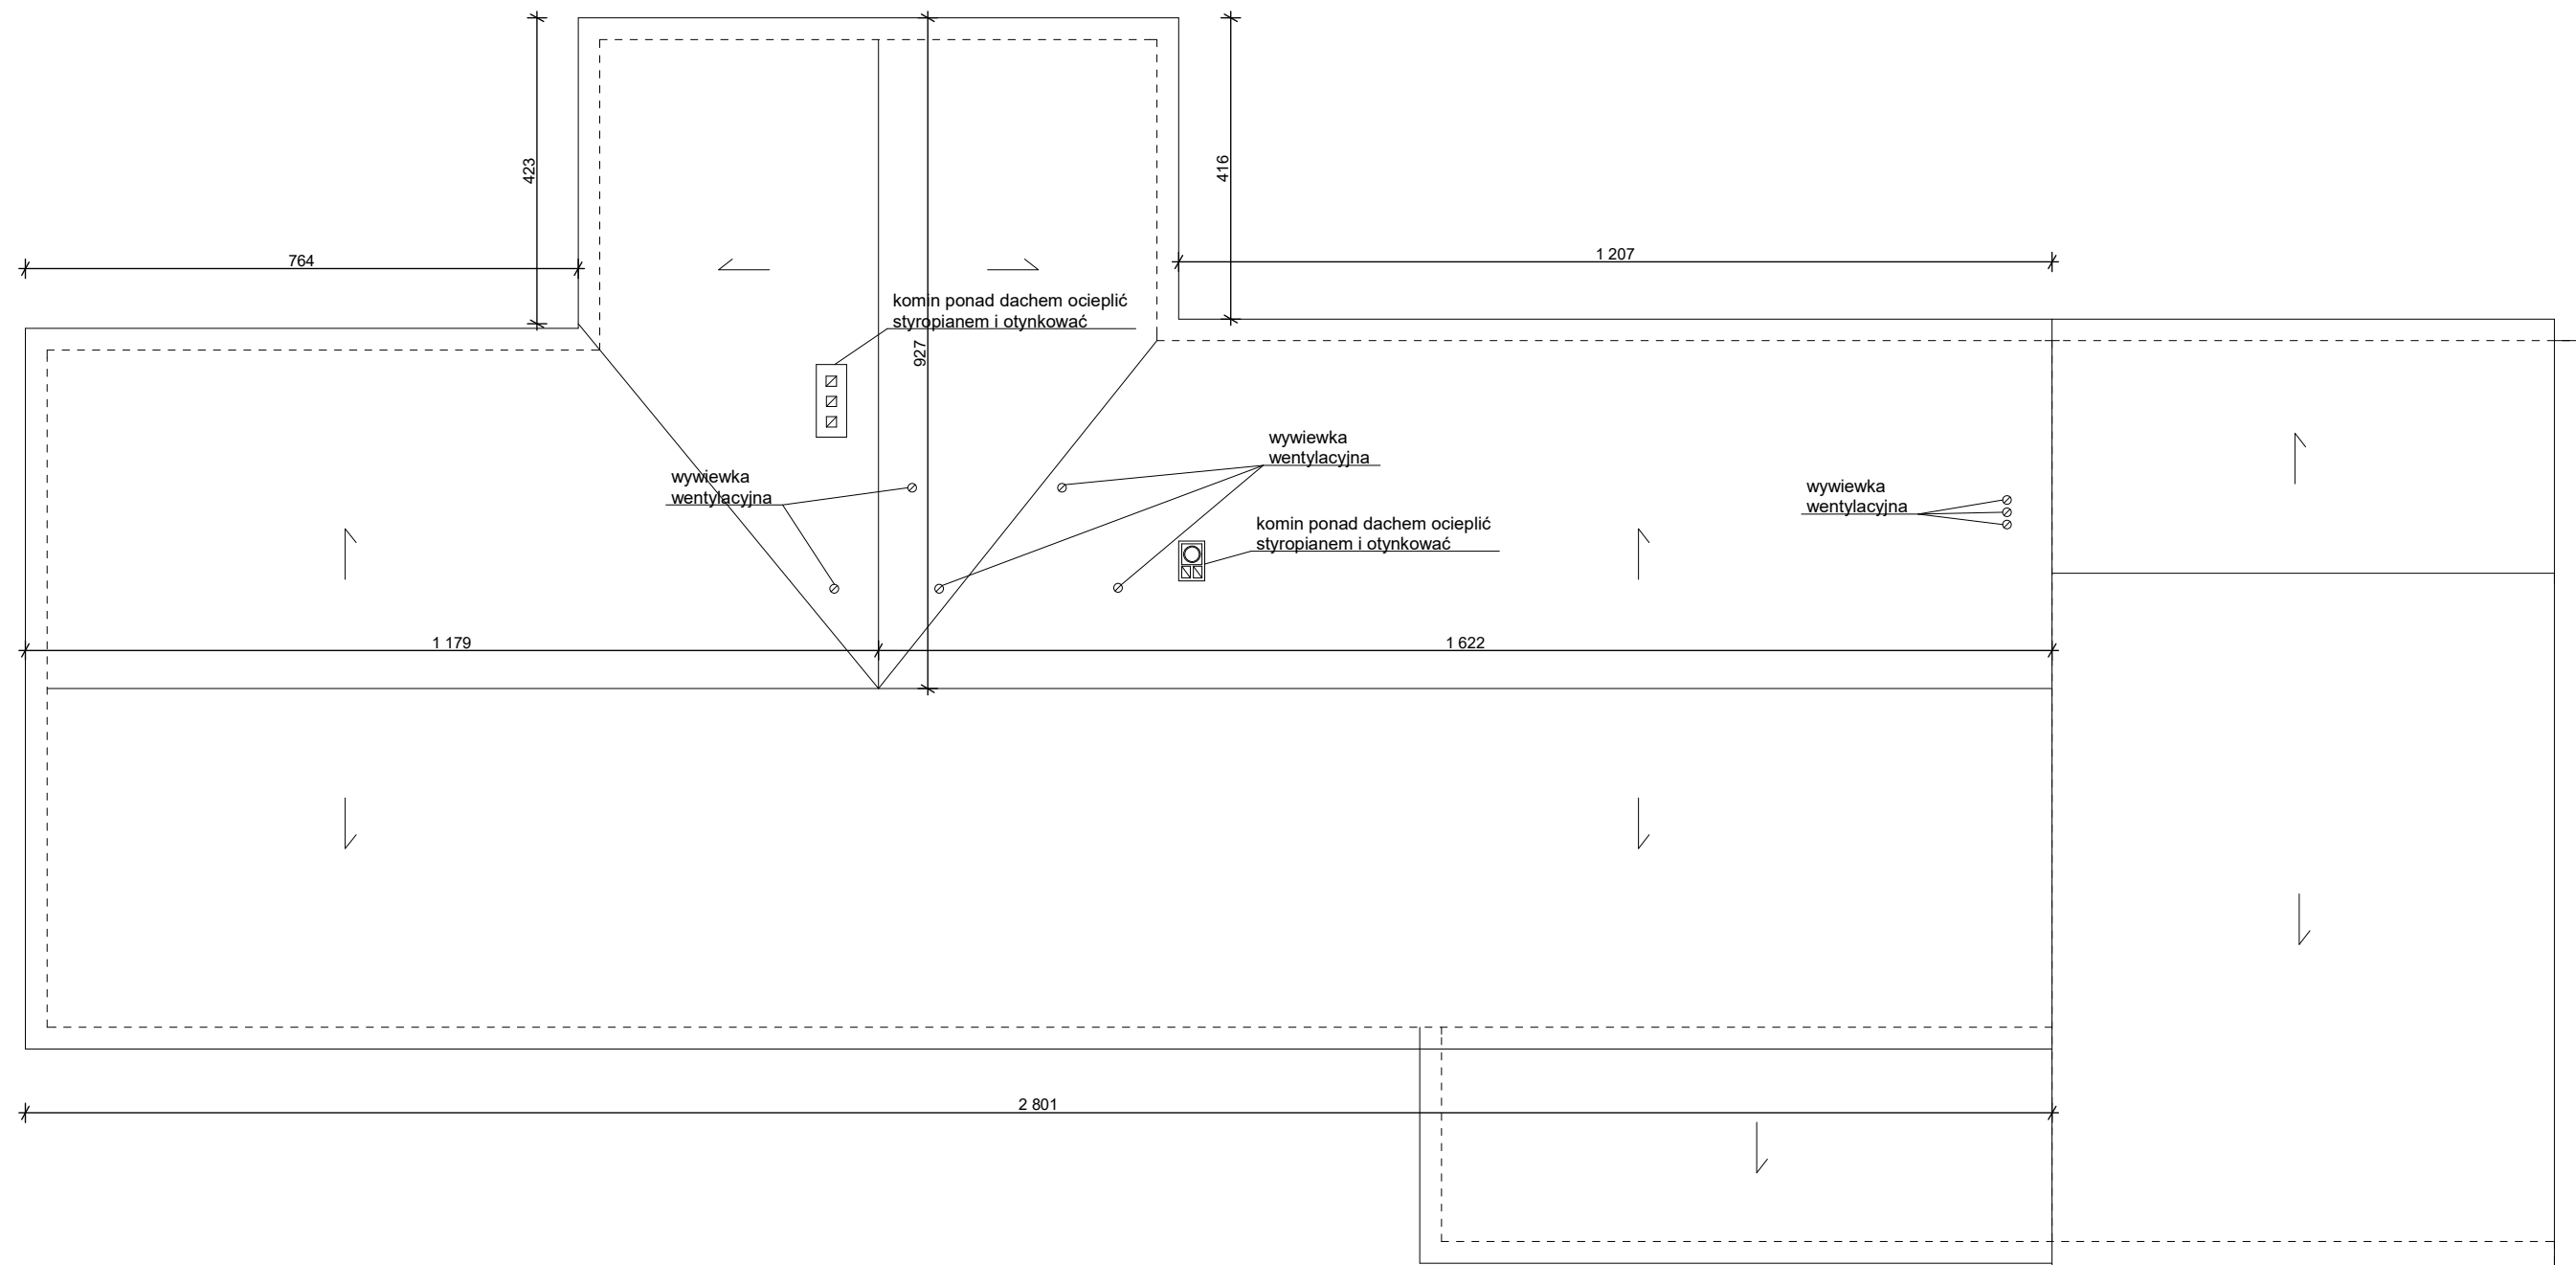 423
416
764
1 207
komin ponad dachem ocieplić
styropianem i otynkować
927
wywiewka
wentylacyjna
wywiewka
wentylacyjna
wywiewka
wentylacyjna
komin ponad dachem ocieplić
styropianem i otynkować
1 179
1 622
2 801